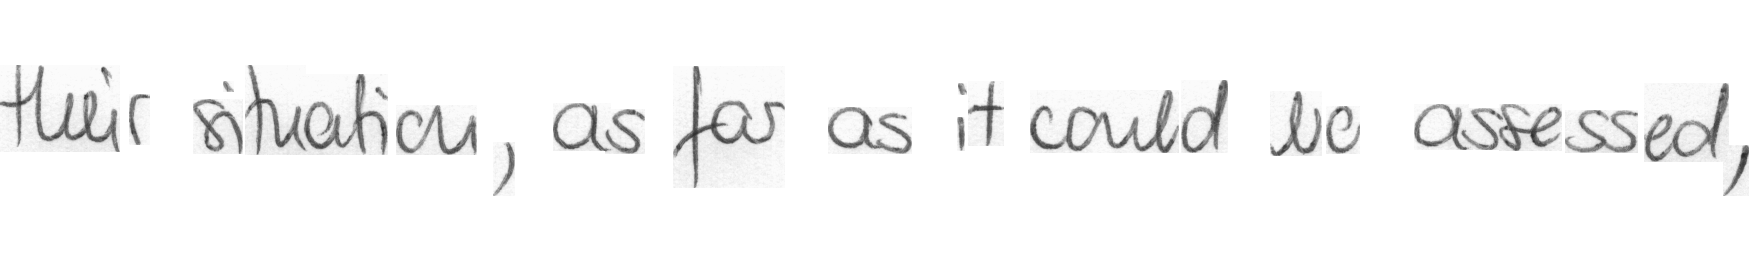 their situation, as far as it could be assessed,